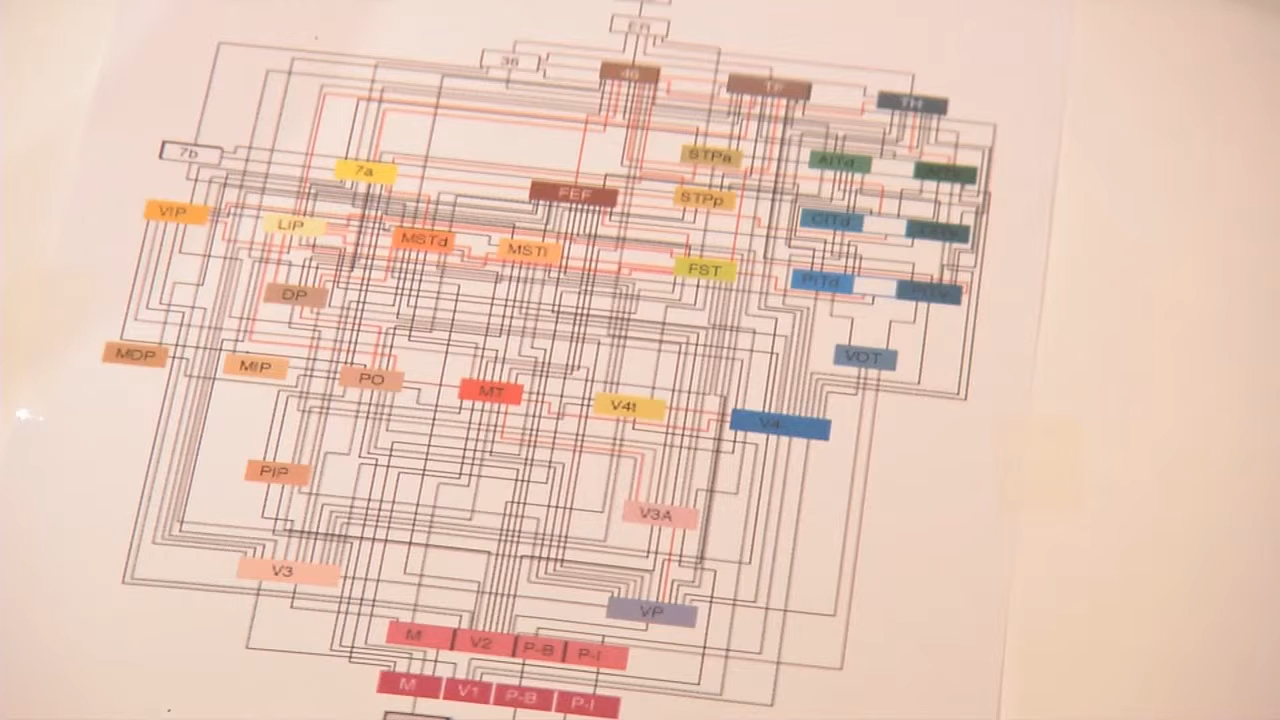 ER
36
46
TF
TH
7b
STPa
AITd
7a
FEF
STPp
VIP
LIP
CITd
MSTd
MSTl
FST
PITd
DP
MDP
MIP
VOT
PO
MT
V4t
V4
PIP
V3A
V3
VP
M V2 P-B P-I
M V1 P-B P-I